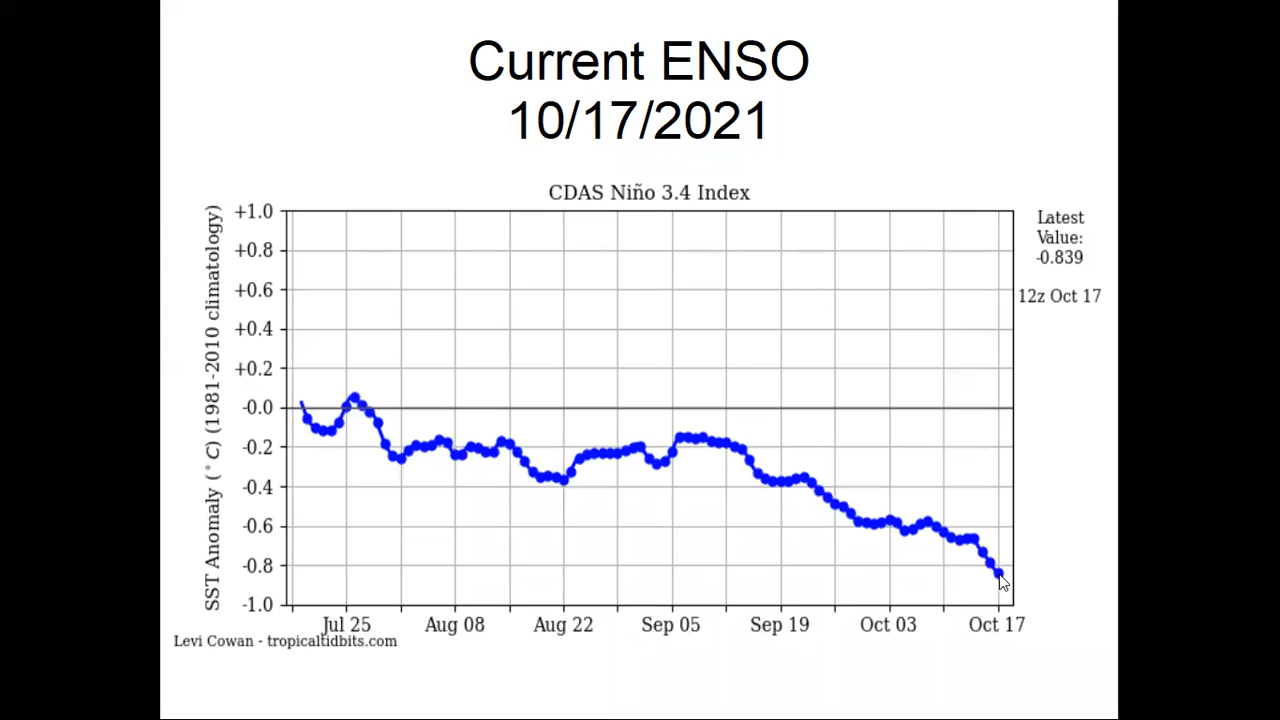 Current ENSO
10/17/2021
CDAS Niño 3.4 Index
+1.0
+0.8
+0.6
+0.4
+0.2
-0.0
-0.2
-0.4
-0.6
-0.8
-1.0
SST Anomaly (°C) (1981-2010 climatology)
Latest
Value:
-0.839
12z Oct 17
Jul 25 Aug 08 Aug 22 Sep 05 Sep 19 Oct 03 Oct 17
Levi Cowan - tropicaltidbits.com